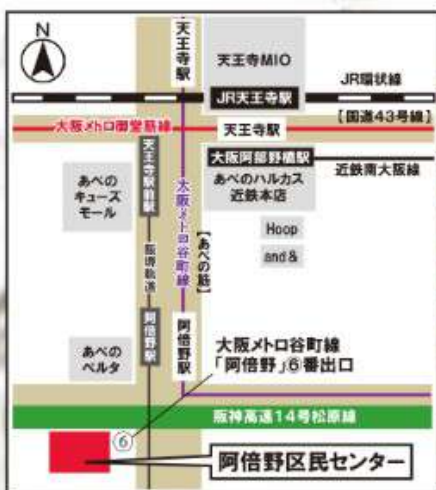 N
天王寺駅
天王寺MIO
JR環状線
JR天王寺駅
【国道43号線】
大阪メトロ御堂筋線
天王寺駅
大阪阿部野橋駅
近鉄南大阪線
あべのハルカス
近鉄本店
天王寺駅前駅
あべの
キューズ
モール
大阪メトロ谷町線
【あべの筋】
阪堺軌道
Hoop
and&
阿倍野駅
阿倍野駅
あべの
ベルタ
大阪メトロ谷町線
「阿倍野」⑥番出口
阪神高速14号松原線
⑥
阿倍野区民センター